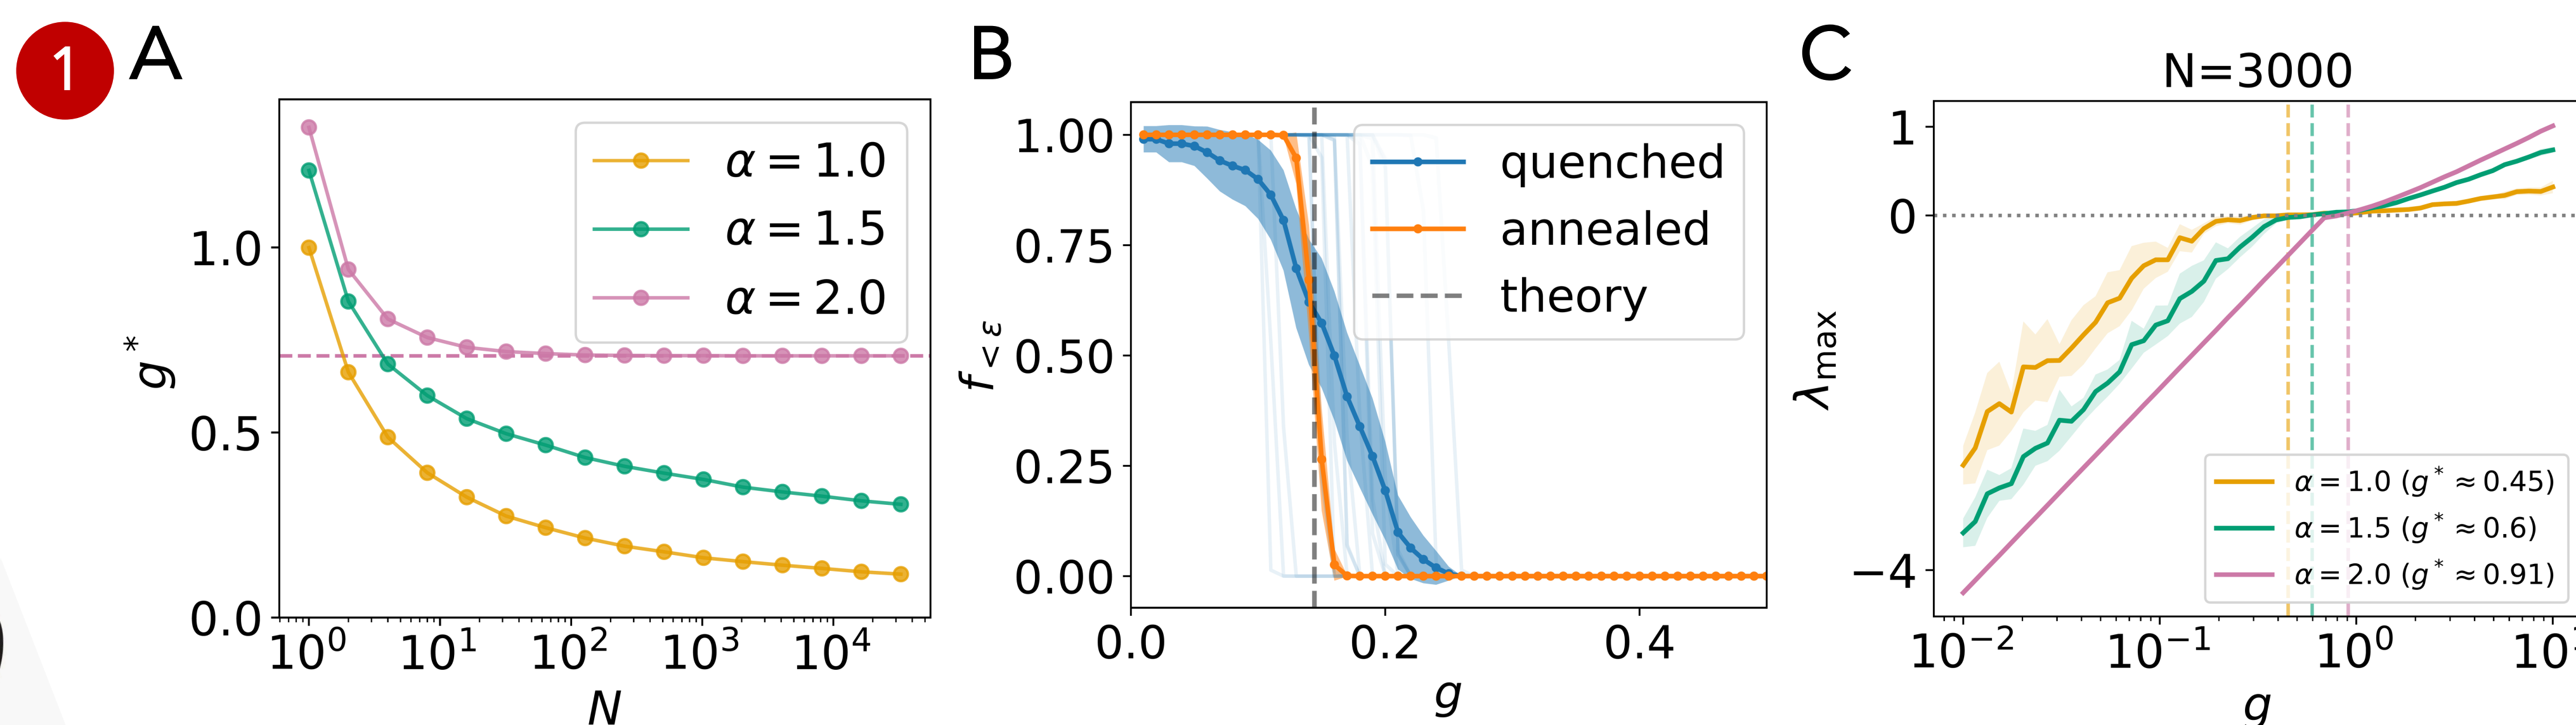 1
A
g*
1.0
0.5
0.0
10⁰ 10¹ 10² 10³ 10⁴
N
α = 1.0
α = 1.5
α = 2.0
B
f<ε
1.00
0.75
0.50
0.25
0.00
0.0 0.2 0.4
g
quenched
annealed
theory
C
N=3000
λmax
1
0
−4
10⁻² 10⁻¹ 10⁰ 10
g
α = 1.0 (g* ≈ 0.45)
α = 1.5 (g* ≈ 0.6)
α = 2.0 (g* ≈ 0.91)